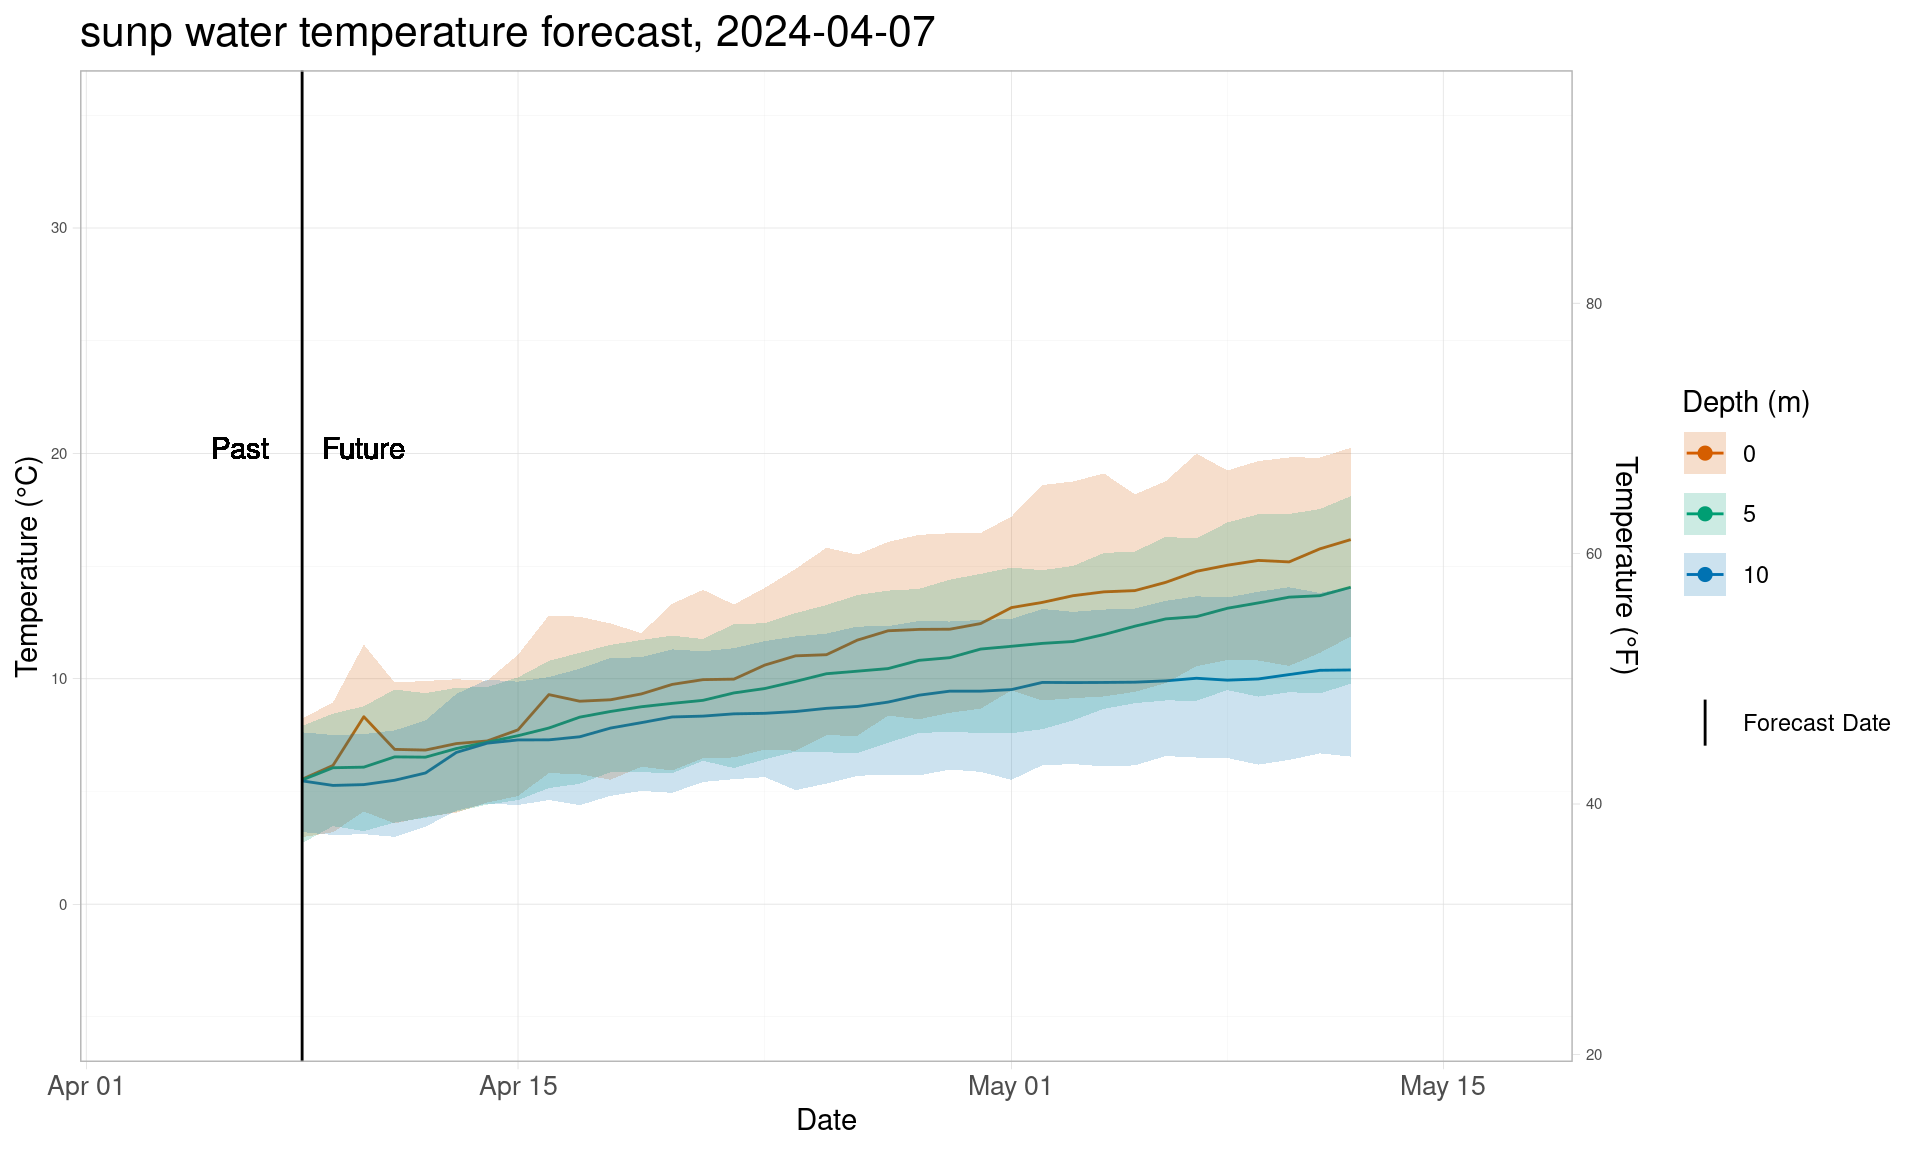 sunp water temperature forecast, 2024-04-07
Temperature (°C)
30
20
10
0
Past
Future
80
60
40
20
Temperature (°F)
Apr 01
Apr 15
May 01
May 15
Date
Depth (m)
0
5
10
Forecast Date